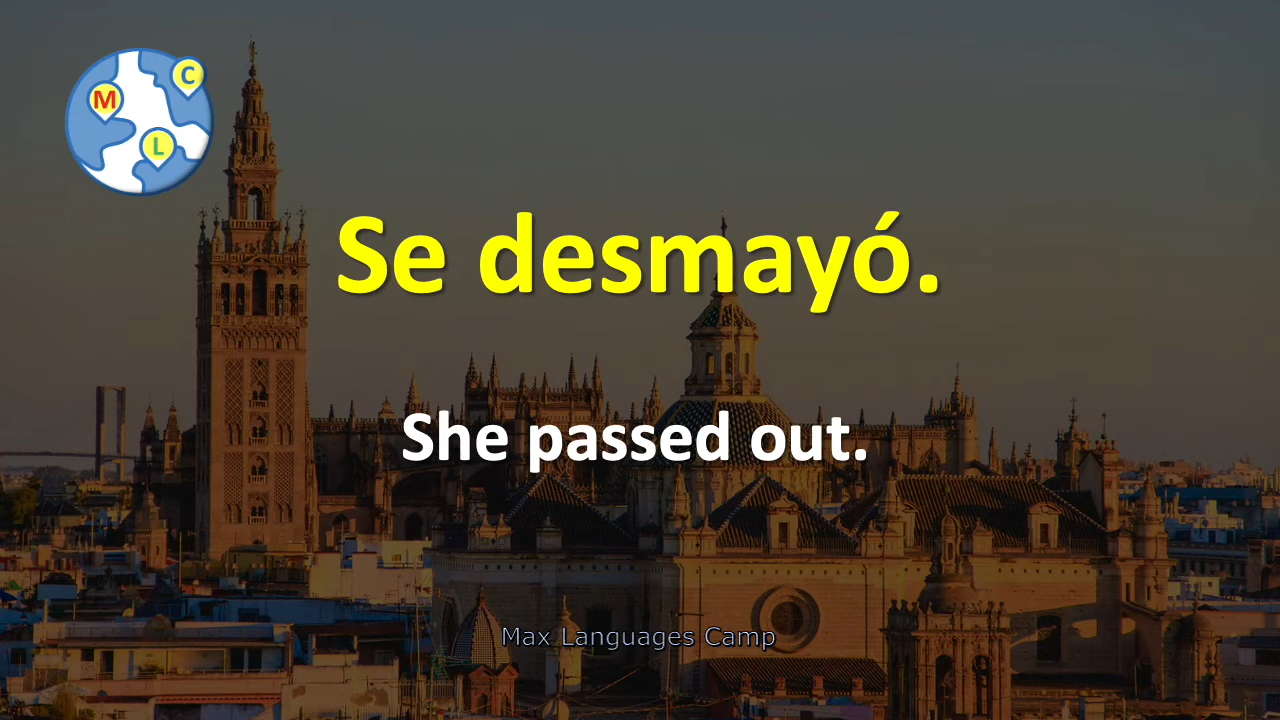 M
C
L
Se desmayó.
She passed out.
Max Languages Camp